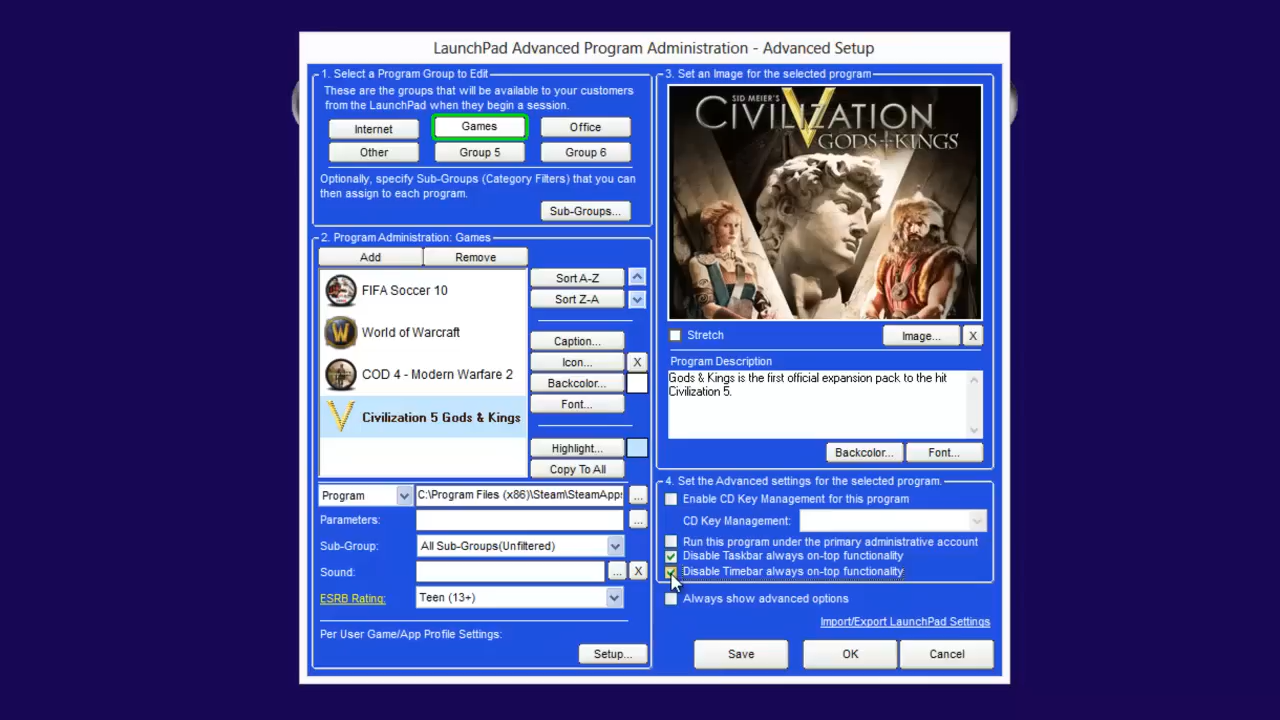 LaunchPad Advanced Program Administration - Advanced Setup
1. Select a Program Group to Edit
These are the groups that will be available to your customers
from the LaunchPad when they begin a session.
Internet
Games
Office
Other
Group 5
Group 6
Optionally, specify Sub-Groups (Category Filters) that you can
then assign to each program.
Sub-Groups...
2. Program Administration: Games
Add
Remove
FIFA Soccer 10
World of Warcraft
COD 4 - Modern Warfare 2
Civilization 5 Gods & Kings
Sort A-Z
Sort Z-A
Caption...
Icon...
X
Backcolor...
Font...
Highlight...
Copy To All
Program
C:\Program Files (x86)\Steam\SteamApps
...
Parameters:
...
Sub-Group:
All Sub-Groups(Unfiltered)
Sound:
...
X
ESRB Rating:
Teen (13+)
Per User Game/App Profile Settings:
Setup...
3. Set an Image for the selected program
SID MEIER'S
CIVILIZATION
GODS + KINGS
Stretch
Image...
X
Program Description
Gods & Kings is the first official expansion pack to the hit
Civilization 5.
Backcolor...
Font...
4. Set the Advanced settings for the selected program.
Enable CD Key Management for this program
CD Key Management:
Run this program under the primary administrative account
Disable Taskbar always on-top functionality
Disable Timebar always on-top functionality
Always show advanced options
Import/Export LaunchPad Settings
Save
OK
Cancel